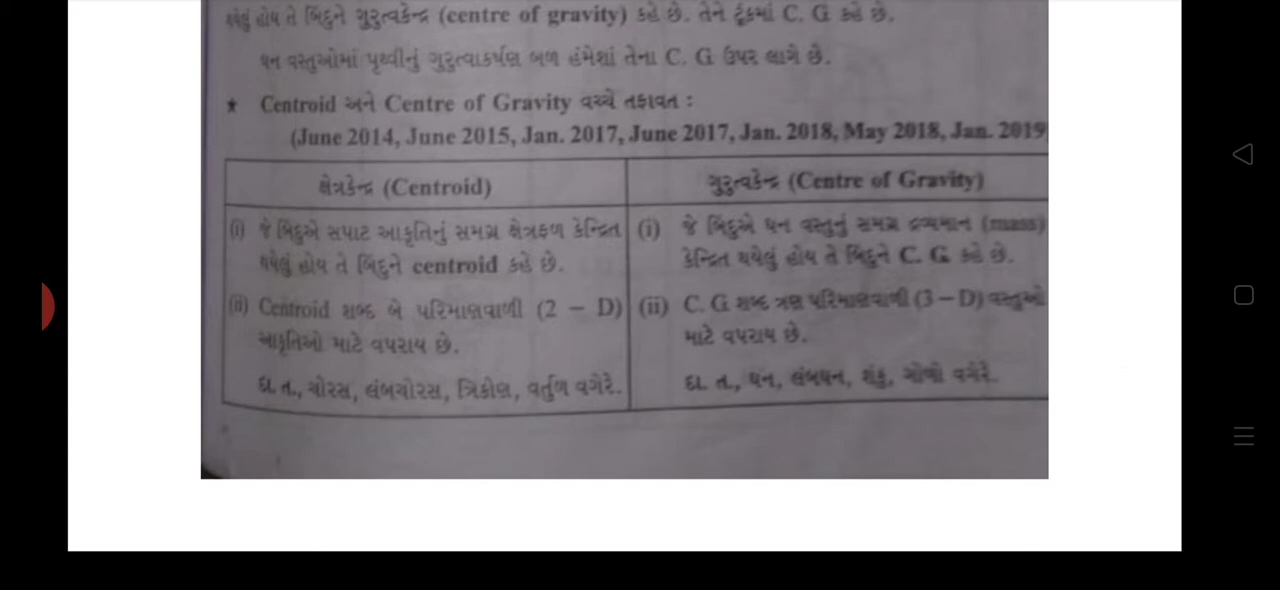 થયેલું હોય તે બિંદુને ગુરુત્વકેન્દ્ર (centre of gravity) કહે છે. તેને ટૂંકમાં C. G કહે છે.
ઘન વસ્તુઓમાં પૃથ્વીનું ગુરુત્વાકર્ષણ બળ હંમેશાં તેના C. G ઉપર લાગે છે.
★ Centroid અને Centre of Gravity વચ્ચે તફાવત :
(June 2014, June 2015, Jan. 2017, June 2017, Jan. 2018, May 2018, Jan. 2019
ક્ષેત્રકેન્દ્ર (Centroid)
(i) જે બિંદુએ સપાટ આકૃતિનું સમગ્ર ક્ષેત્રફળ કેન્દ્રિત
થયેલું હોય તે બિંદુને centroid કહે છે.
(ii) Centroid શબ્દ બે પરિમાણવાળી (2 – D)
આકૃતિઓ માટે વપરાય છે.
દા. ત., ચોરસ, લંબચોરસ, ત્રિકોણ, વર્તુળ વગેરે.
ગુરુત્વકેન્દ્ર (Centre of Gravity)
(i) જે બિંદુએ ઘન વસ્તુનું સમગ્ર દ્રવ્યમાન (mass)
કેન્દ્રિત થયેલું હોય તે બિંદુને C. G કહે છે.
(ii) C. G શબ્દ ત્રણ પરિમાણવાળી (3 – D) વસ્તુઓ
માટે વપરાય છે.
દા. ત., ઘન, લંબઘન, શંકુ, ગોળો વગેરે.